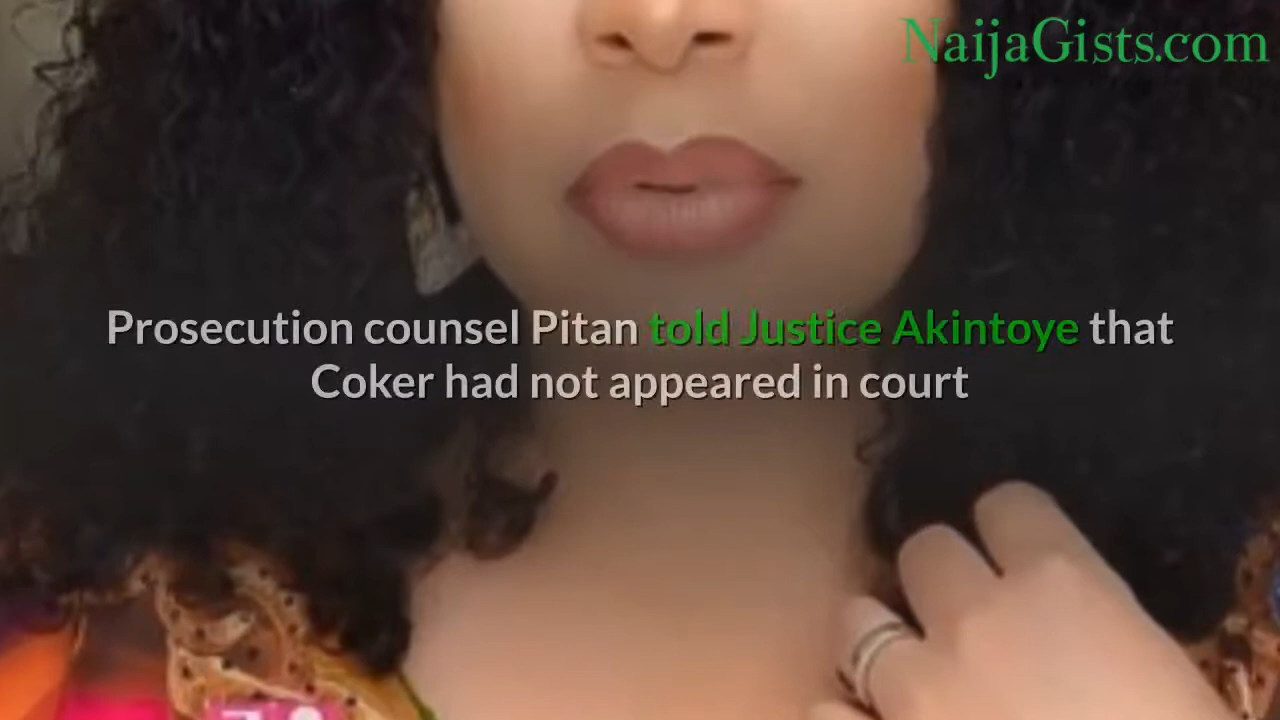 NaijaGists.com
Prosecution counsel Pitan told Justice Akintoye that
Coker had not appeared in court